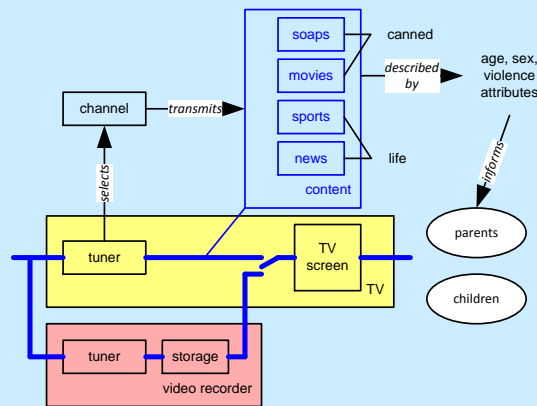 soaps
canned
movies
described
by
age, sex,
violence
attributes
channel
transmits
sports
news
life
content
selects
informs
parents
tuner
TV
screen
TV
children
tuner
storage
video recorder